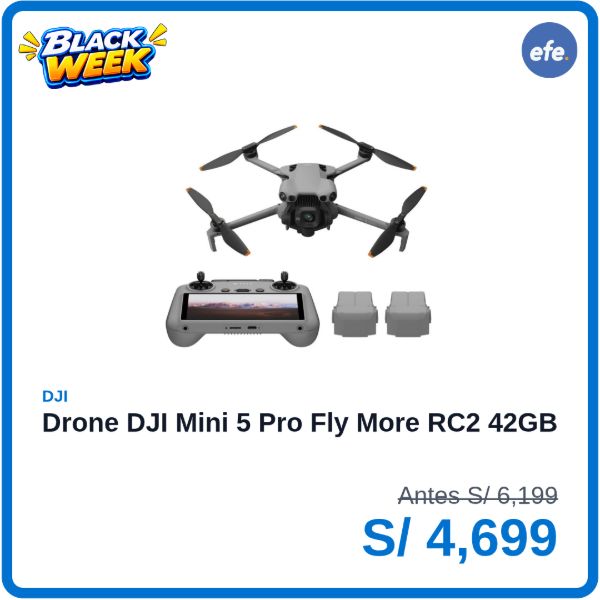 BLACK
WEEK
efe.
DJI
Drone DJI Mini 5 Pro Fly More RC2 42GB
Antes S/ 6,199
S/ 4,699